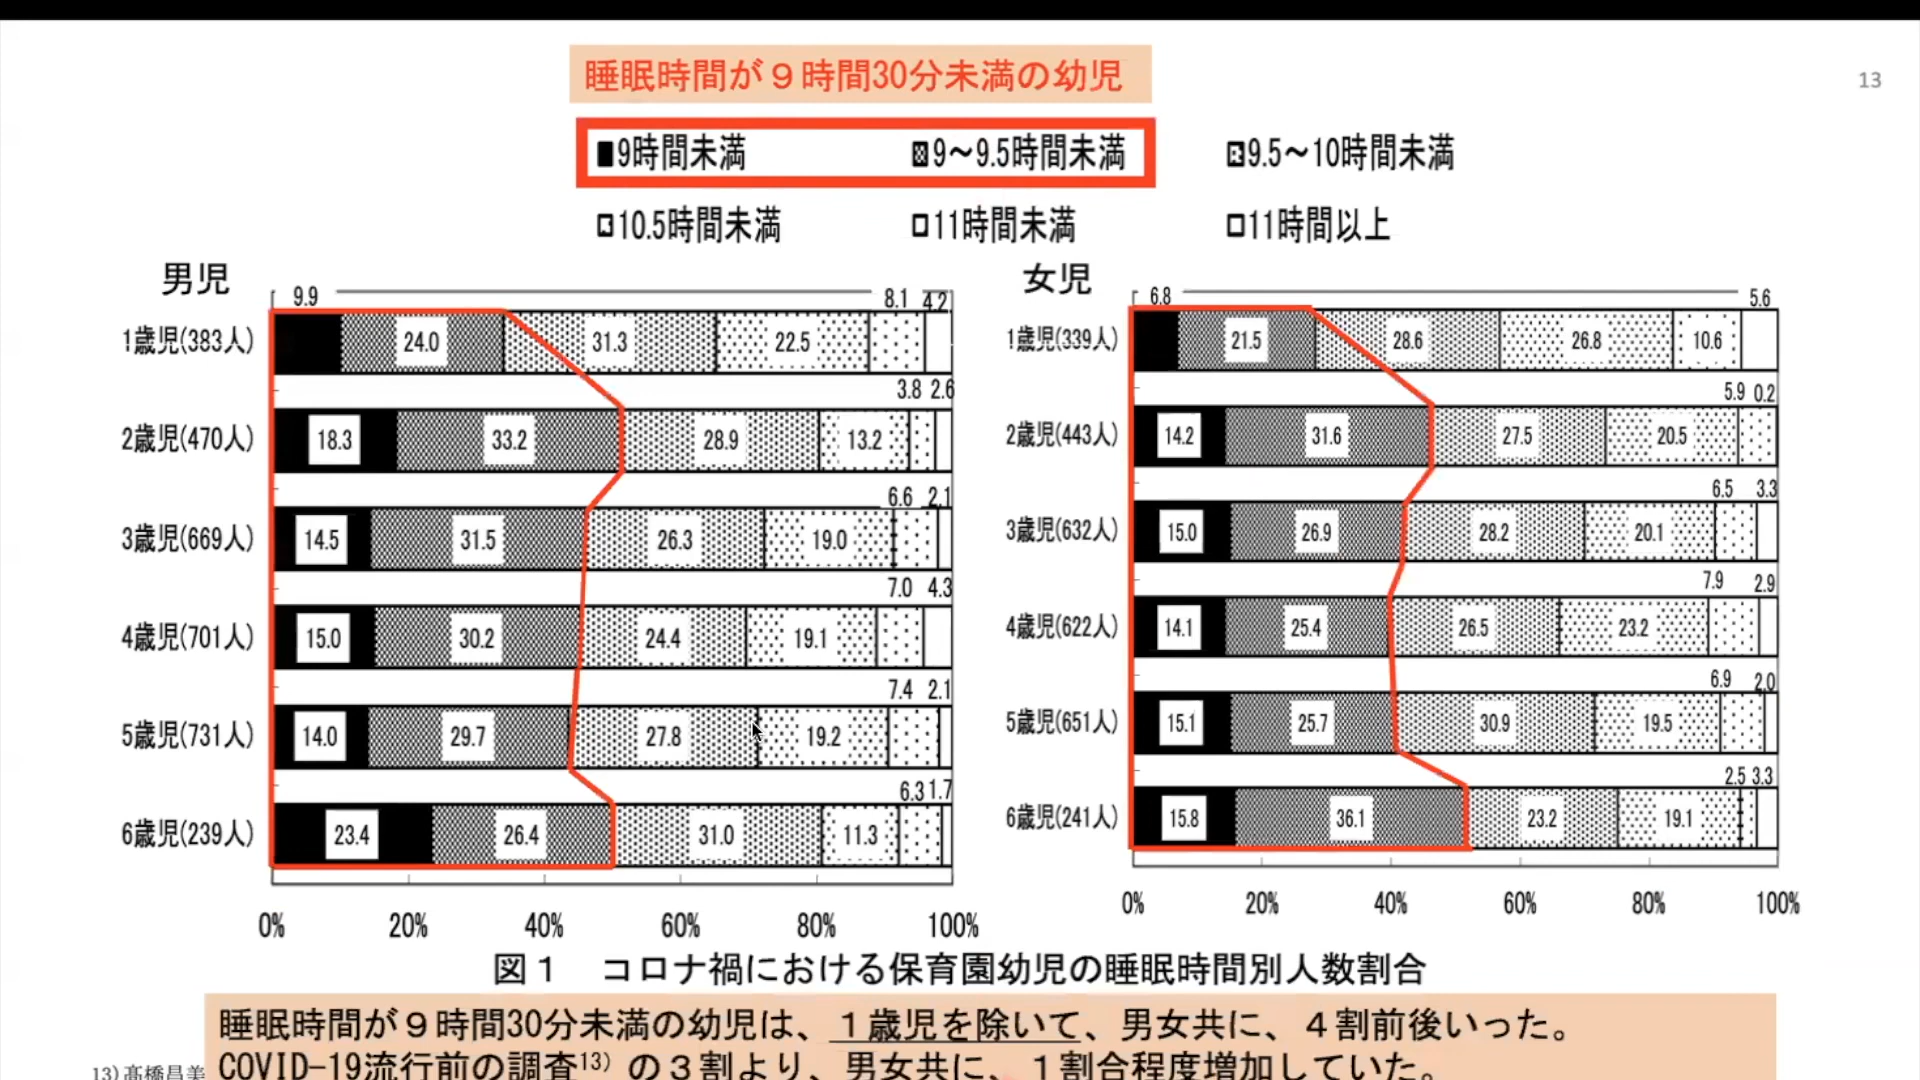 睡眠時間が９時間30分未満の幼児
13
9時間未満 9～9.5時間未満 9.5～10時間未満
10.5時間未満 11時間未満 11時間以上
男児
9.9 8.1 4.2
1歳児(383人) 24.0 31.3 22.5
3.8 2.6
2歳児(470人) 18.3 33.2 28.9 13.2
6.6 2.1
3歳児(669人) 14.5 31.5 26.3 19.0
7.0 4.3
4歳児(701人) 15.0 30.2 24.4 19.1
7.4 2.1
5歳児(731人) 14.0 29.7 27.8 19.2
6.3 1.7
6歳児(239人) 23.4 26.4 31.0 11.3
0% 20% 40% 60% 80% 100%
女児
6.8 5.6
1歳児(339人) 21.5 28.6 26.8 10.6
5.9 0.2
2歳児(443人) 14.2 31.6 27.5 20.5
6.5 3.3
3歳児(632人) 15.0 26.9 28.2 20.1
7.9 2.9
4歳児(622人) 14.1 25.4 26.5 23.2
6.9 2.0
5歳児(651人) 15.1 25.7 30.9 19.5
2.5 3.3
6歳児(241人) 15.8 36.1 23.2 19.1
0% 20% 40% 60% 80% 100%
図１　コロナ禍における保育園幼児の睡眠時間別人数割合
睡眠時間が９時間30分未満の幼児は、１歳児を除いて、男女共に、４割前後いった。
COVID-19流行前の調査13）の３割より、男女共に、１割合程度増加していた。
13) 髙橋昌美